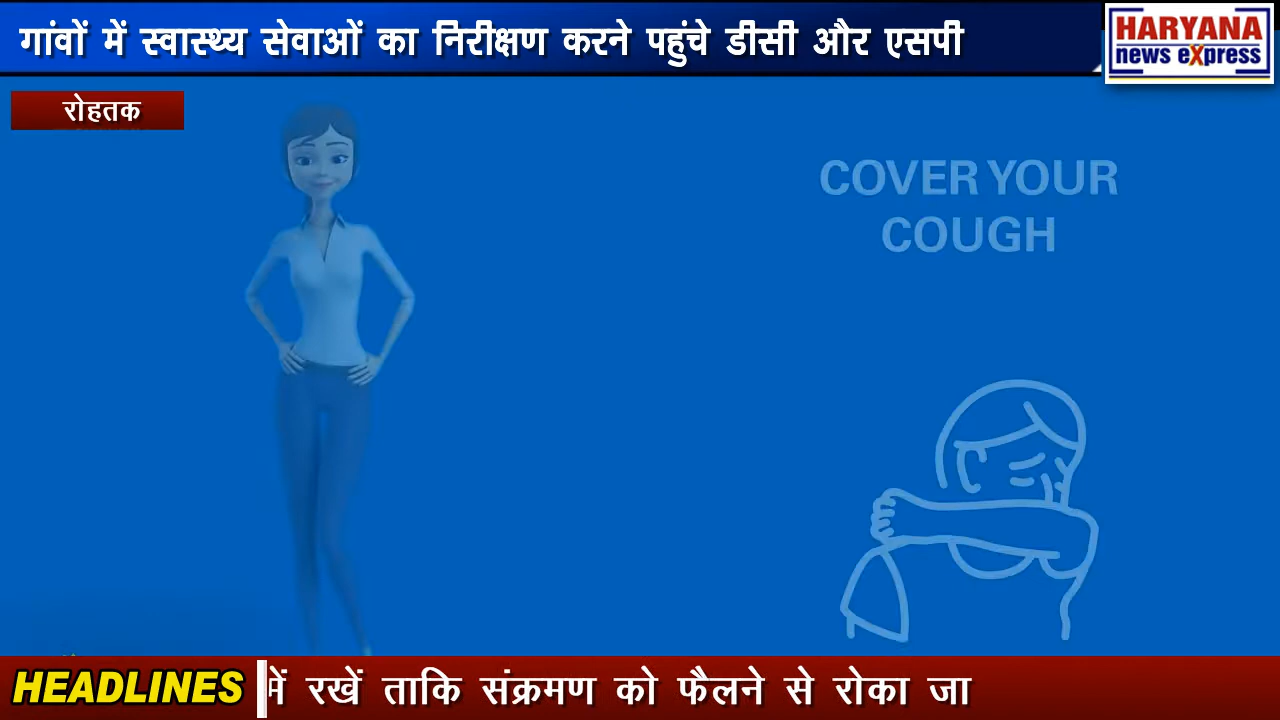 गांवों में स्वास्थ्य सेवाओं का निरीक्षण करने पहुंचे डीसी और एसपी
HARYANA
news eXpress
रोहतक
COVER YOUR
COUGH
HEADLINES
में रखें ताकि संक्रमण को फैलने से रोका जा